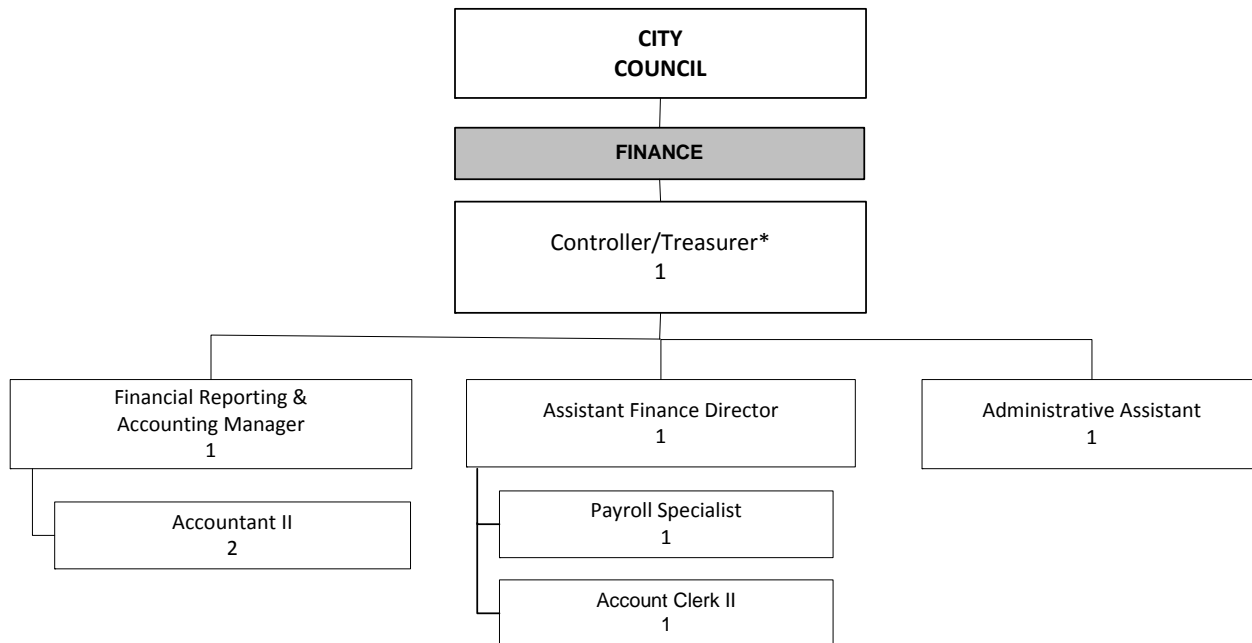 CITY
COUNCIL
FINANCE
Controller/Treasurer*
1
Financial Reporting &
Accounting Manager
1
Assistant Finance Director
1
Administrative Assistant
1
Accountant II
2
Payroll Specialist
1
Account Clerk II
1